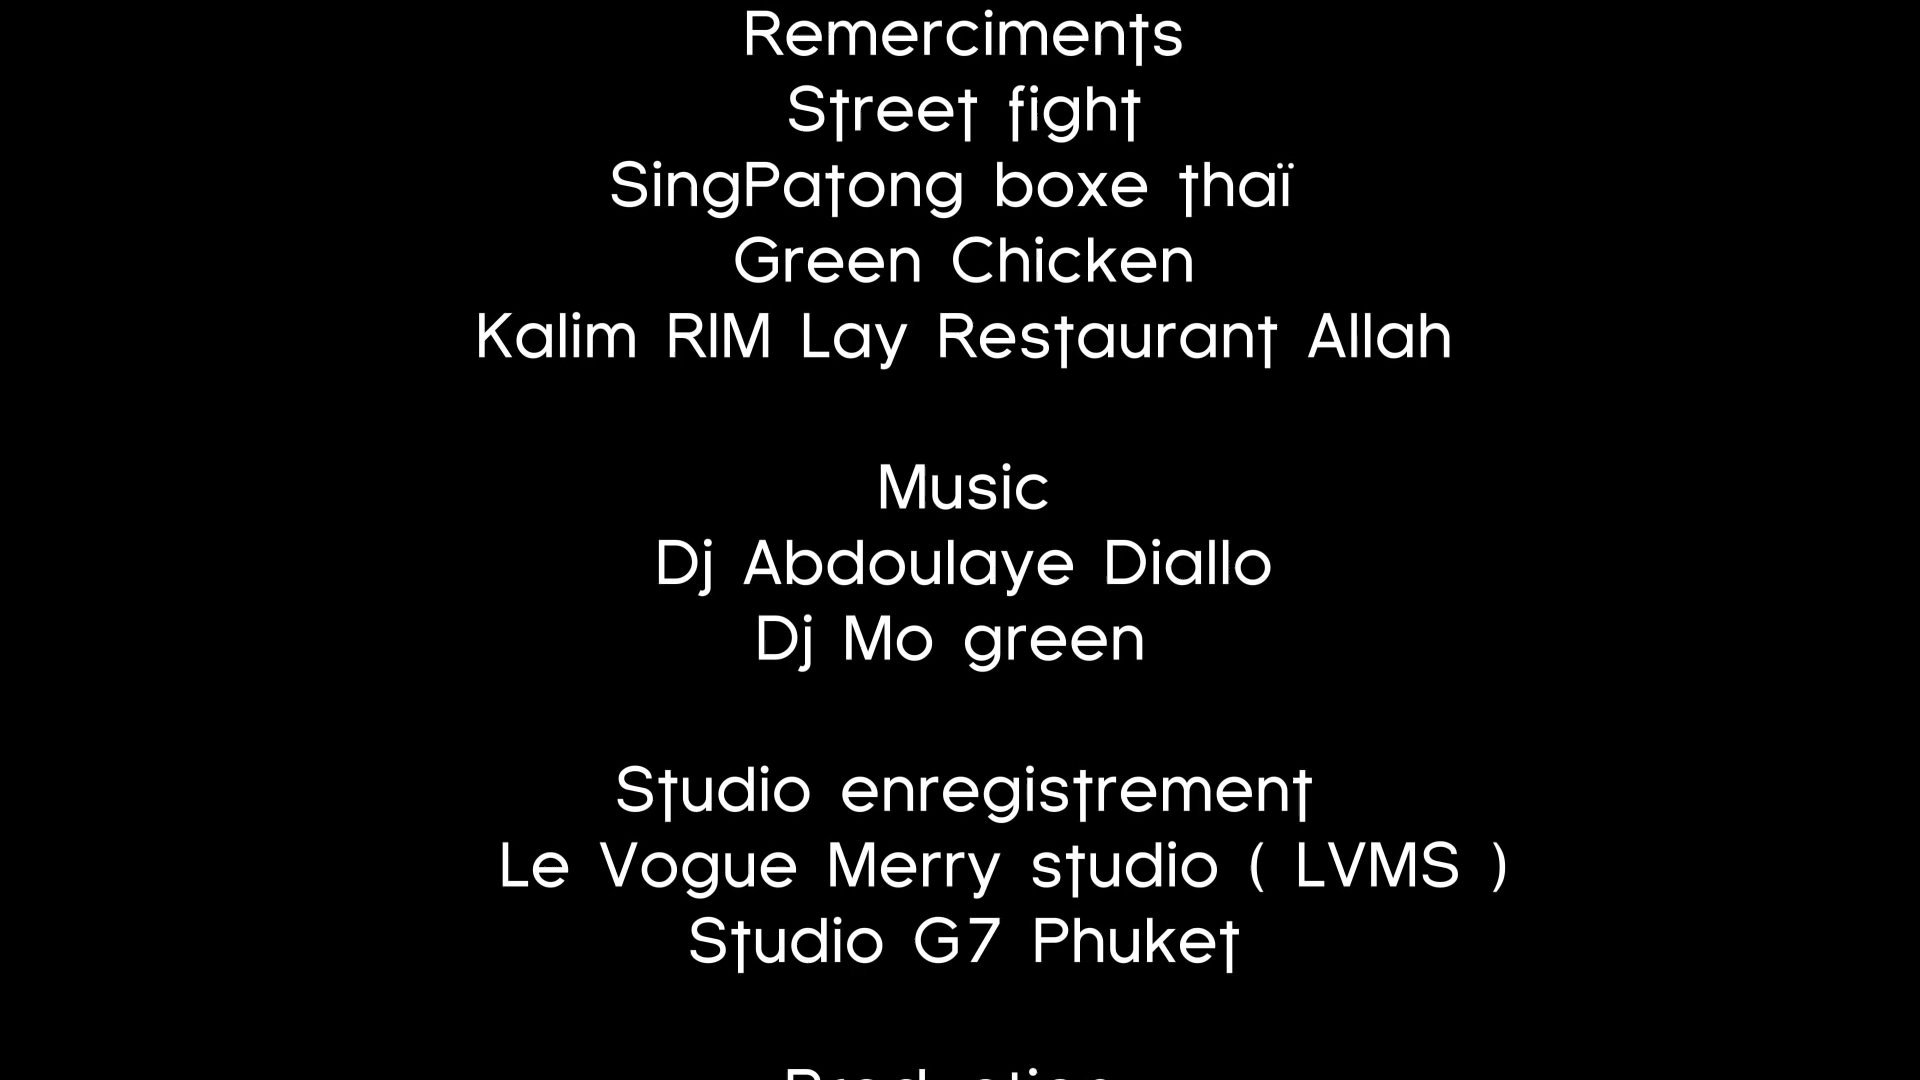 Remerciments
Street fight
SingPatong boxe thaï
Green Chicken
Kalim RIM Lay Restaurant Allah
Music
Dj Abdoulaye Diallo
Dj Mo green
Studio enregistrement
Le Vogue Merry studio ( LVMS )
Studio G7 Phuket
Production